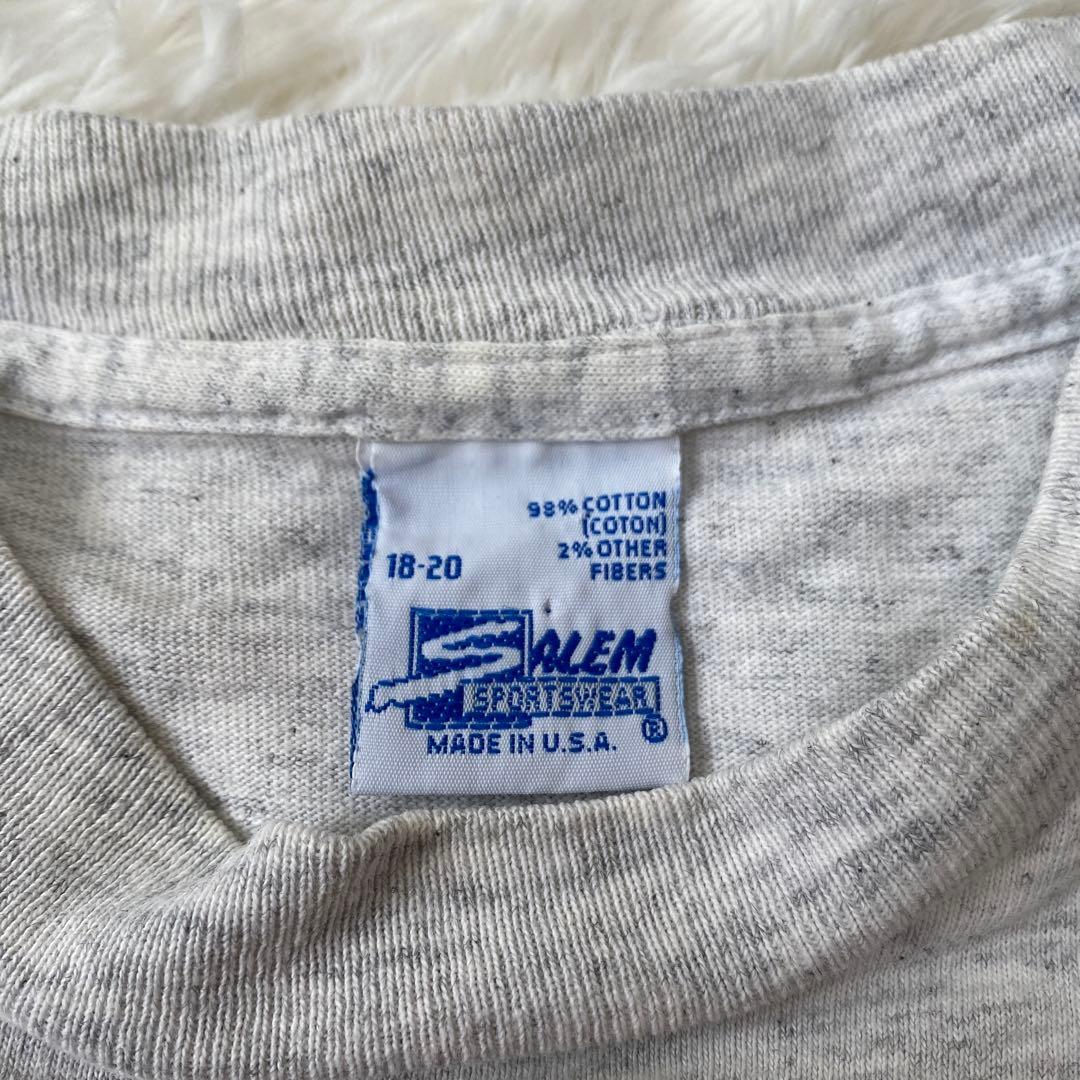 98% COTTON
(COTON)
2% OTHER
FIBERS
18-20
SALEM
SPORTSWEAR
®
MADE IN U.S.A.